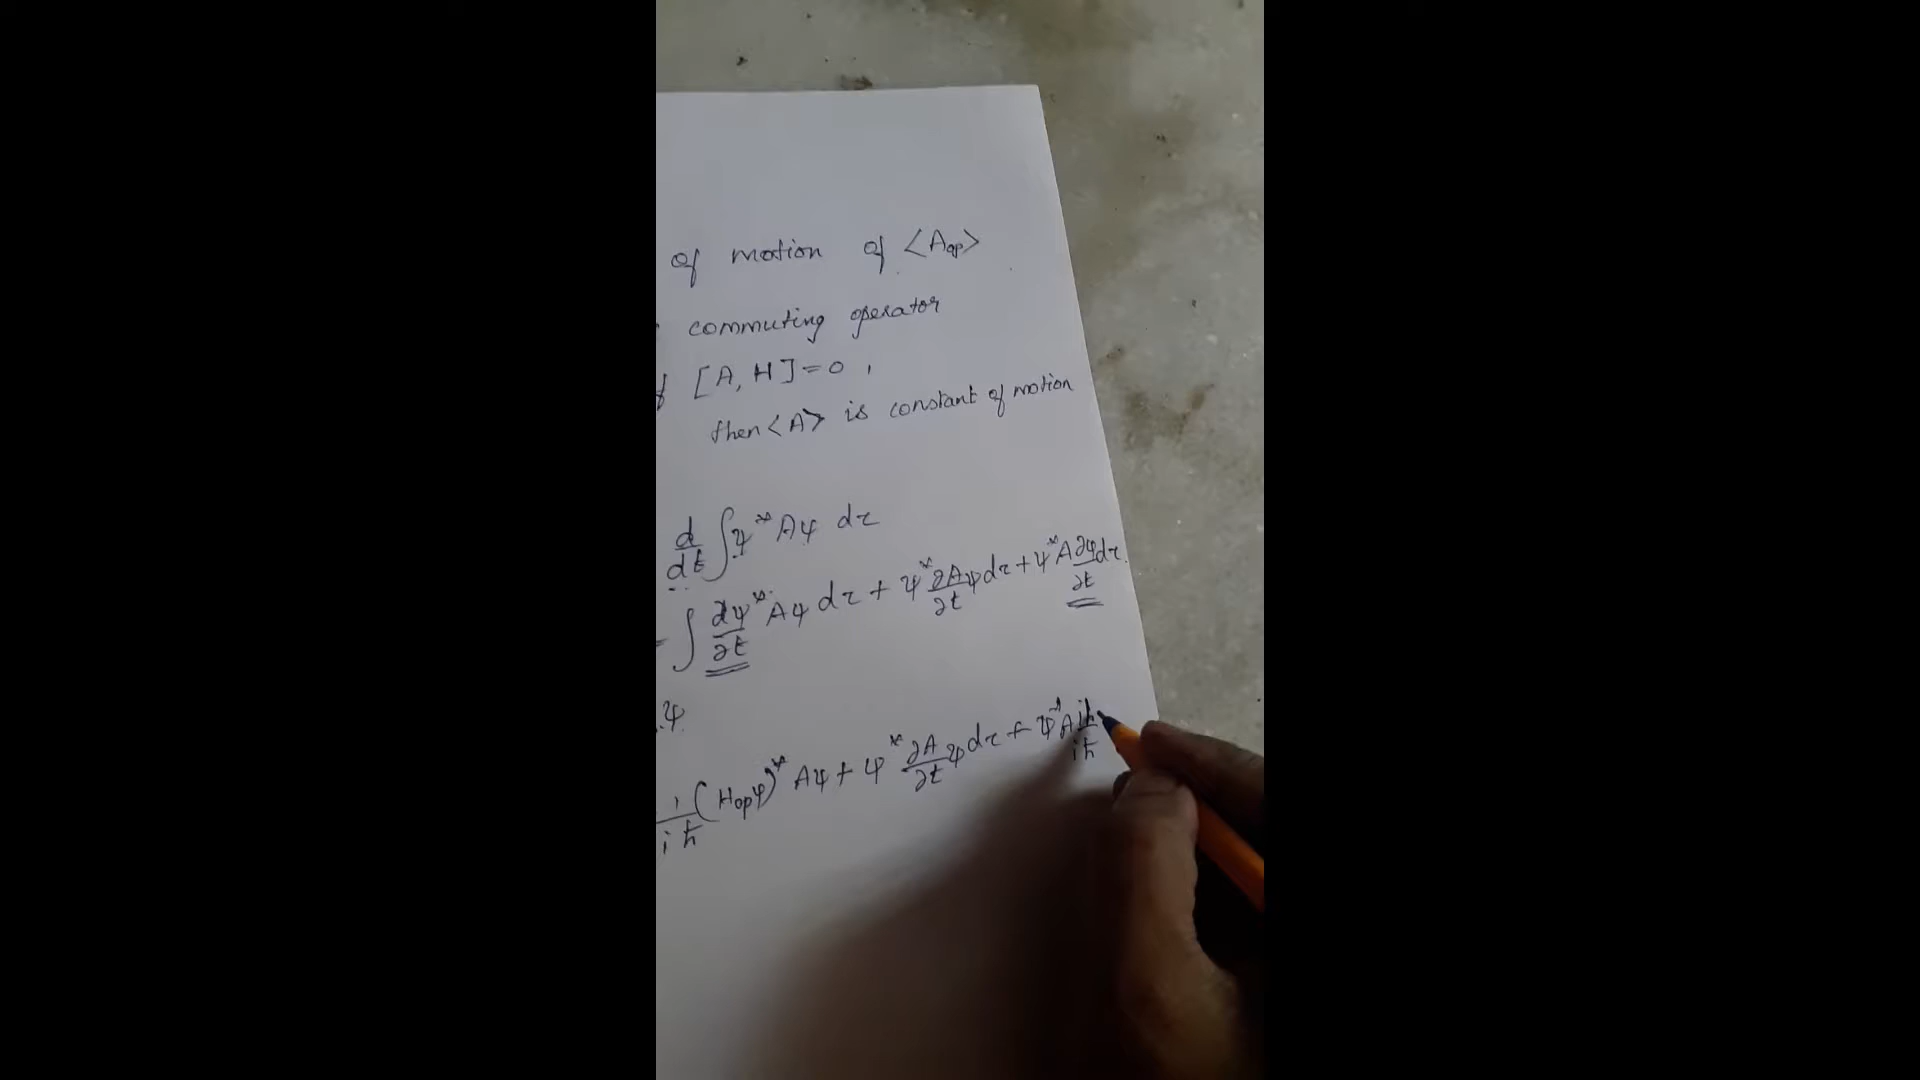 of motion of <Aop>
commuting operator
[A, H] = 0 ,
then <A> is constant of motion
d/dt ∫ψ* Aψ dτ
= ∫ ∂ψ*/∂t Aψ dτ + ψ* ∂A/∂t ψ dτ + ψ* A ∂ψ/∂t dτ
.ψ
1/iħ (Hopψ)* Aψ + ψ* ∂A/∂t ψ dτ + ψ* A